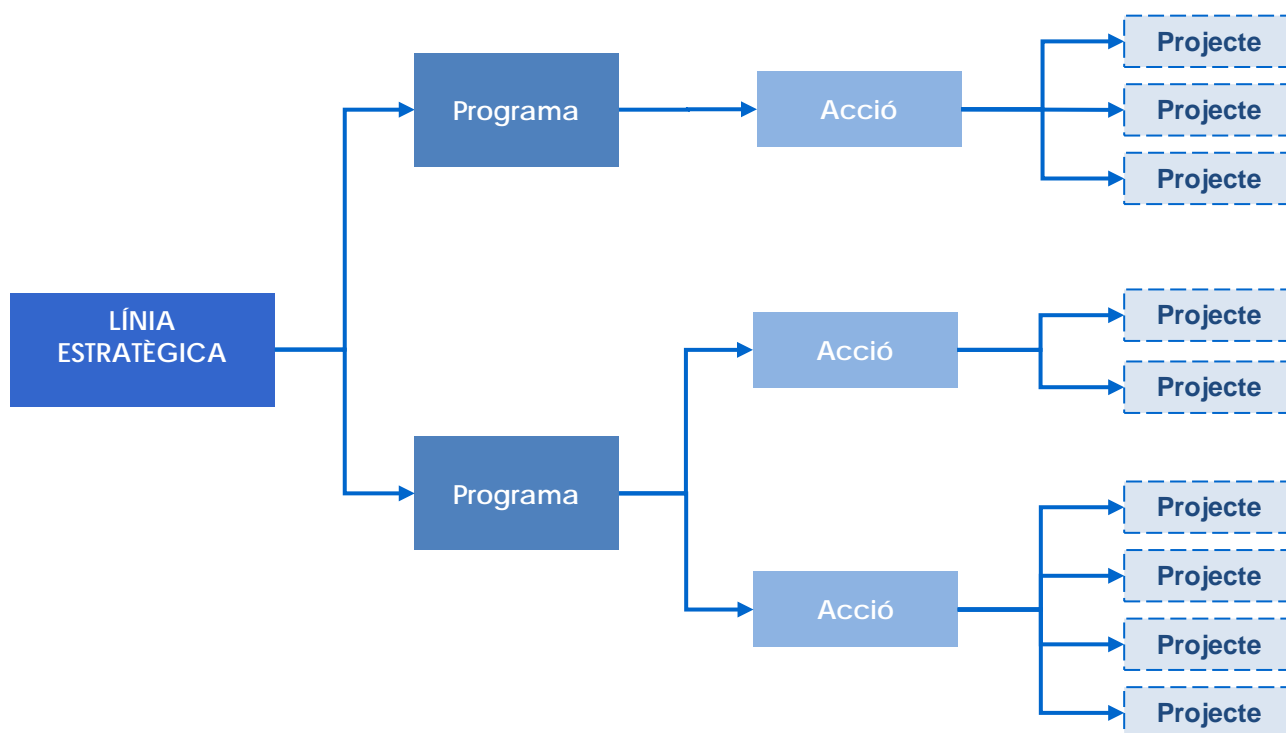 LÍNIA
ESTRATÈGICA
Programa
Acció
Projecte
Projecte
Projecte
Programa
Acció
Projecte
Projecte
Acció
Projecte
Projecte
Projecte
Projecte